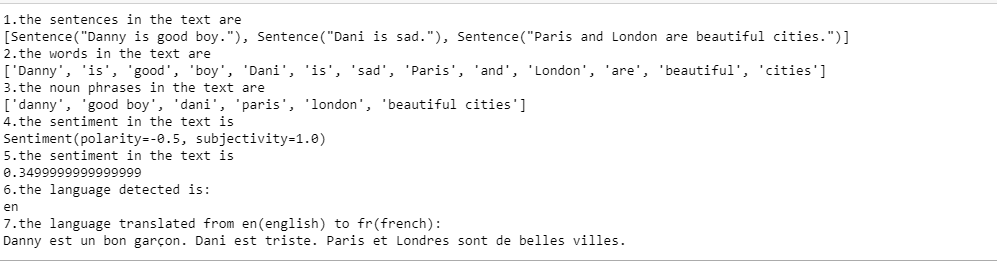 1.the sentences in the text are
[Sentence("Danny is good boy."), Sentence("Dani is sad."), Sentence("Paris and London are beautiful cities.")]
2.the words in the text are
['Danny', 'is', 'good', 'boy', 'Dani', 'is', 'sad', 'Paris', 'and', 'London', 'are', 'beautiful', 'cities']
3.the noun phrases in the text are
['danny', 'good boy', 'dani', 'paris', 'london', 'beautiful cities']
4.the sentiment in the text is
Sentiment(polarity=-0.5, subjectivity=1.0)
5.the sentiment in the text is
0.3499999999999999
6.the language detected is:
en
7.the language translated from en(english) to fr(french):
Danny est un bon garçon. Dani est triste. Paris et Londres sont de belles villes.